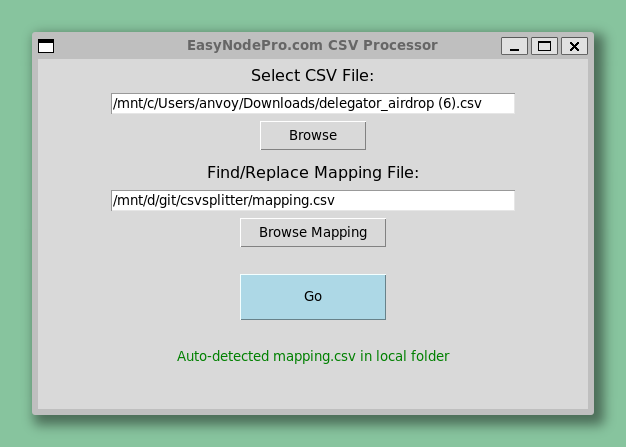 EasyNodePro.com CSV Processor
Select CSV File:
/mnt/c/Users/anvoy/Downloads/delegator_airdrop (6).csv
Browse
Find/Replace Mapping File:
/mnt/d/git/csvsplitter/mapping.csv
Browse Mapping
Go
Auto-detected mapping.csv in local folder